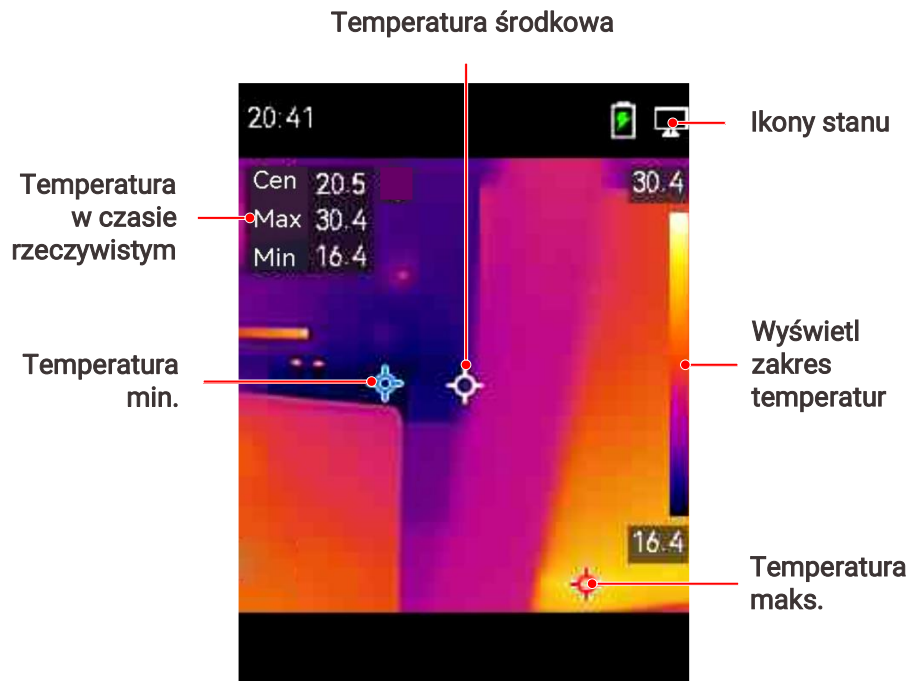 Temperatura środkowa
20:41
Ikony stanu
Temperatura
w czasie
rzeczywistym
Cen 20.5
Max 30.4
Min 16.4
30.4
Wyświetl
zakres
temperatur
Temperatura
min.
16.4
Temperatura
maks.